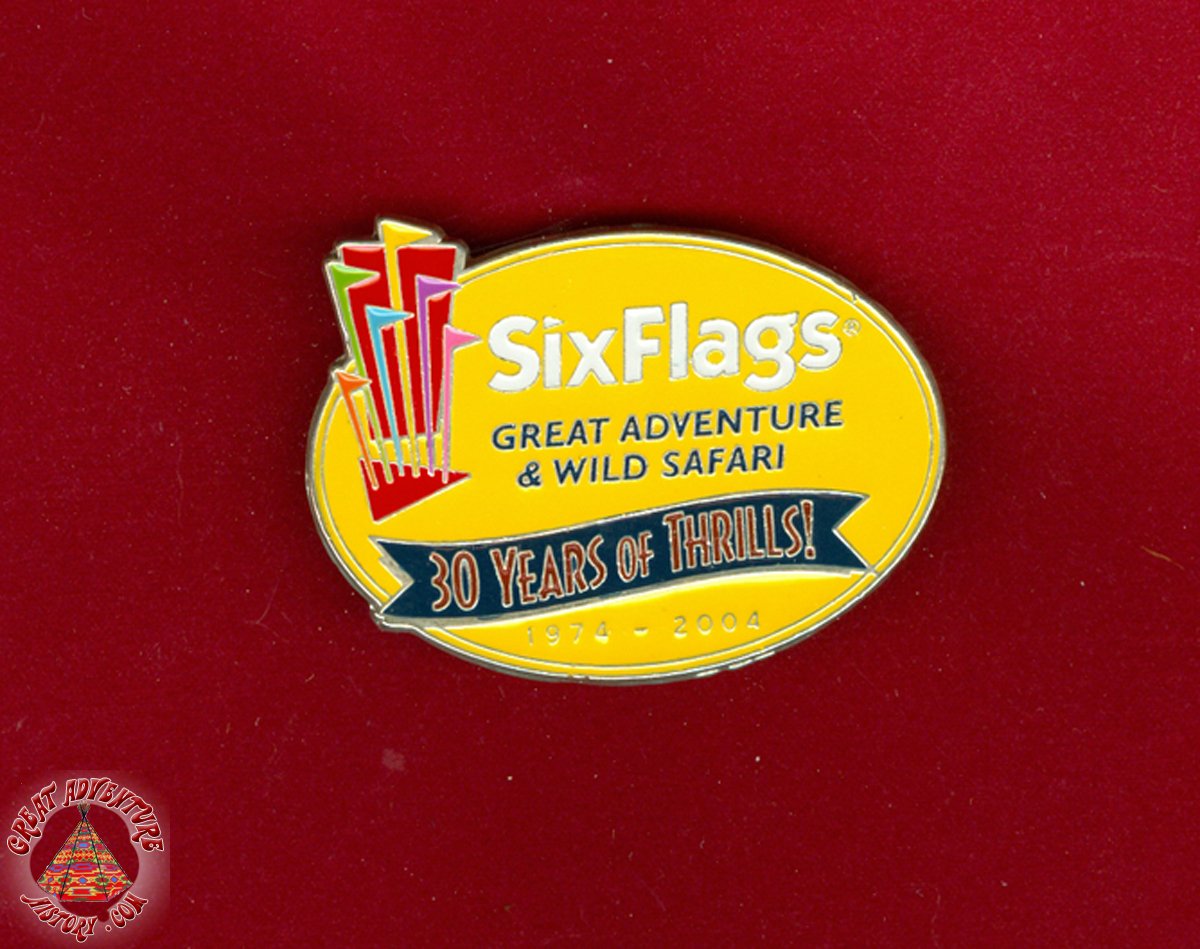 SixFlags®
GREAT ADVENTURE
& WILD SAFARI
30 YEARS OF THRILLS!
1974 - 2004
GREAT ADVENTURE
HISTORY.COM